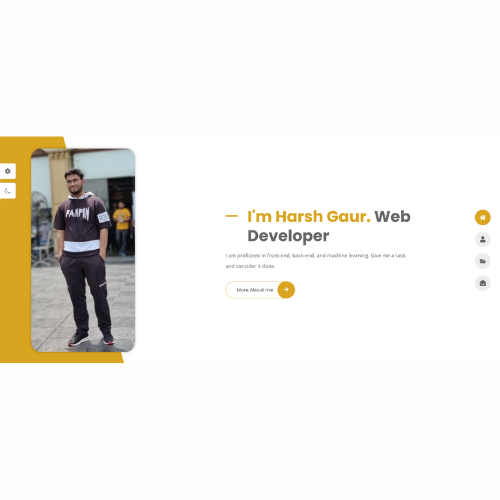 I'm Harsh Gaur. Web
Developer
I am proficient in front end, back end, and machine learning. Give me a task,
and consider it done.
More About me